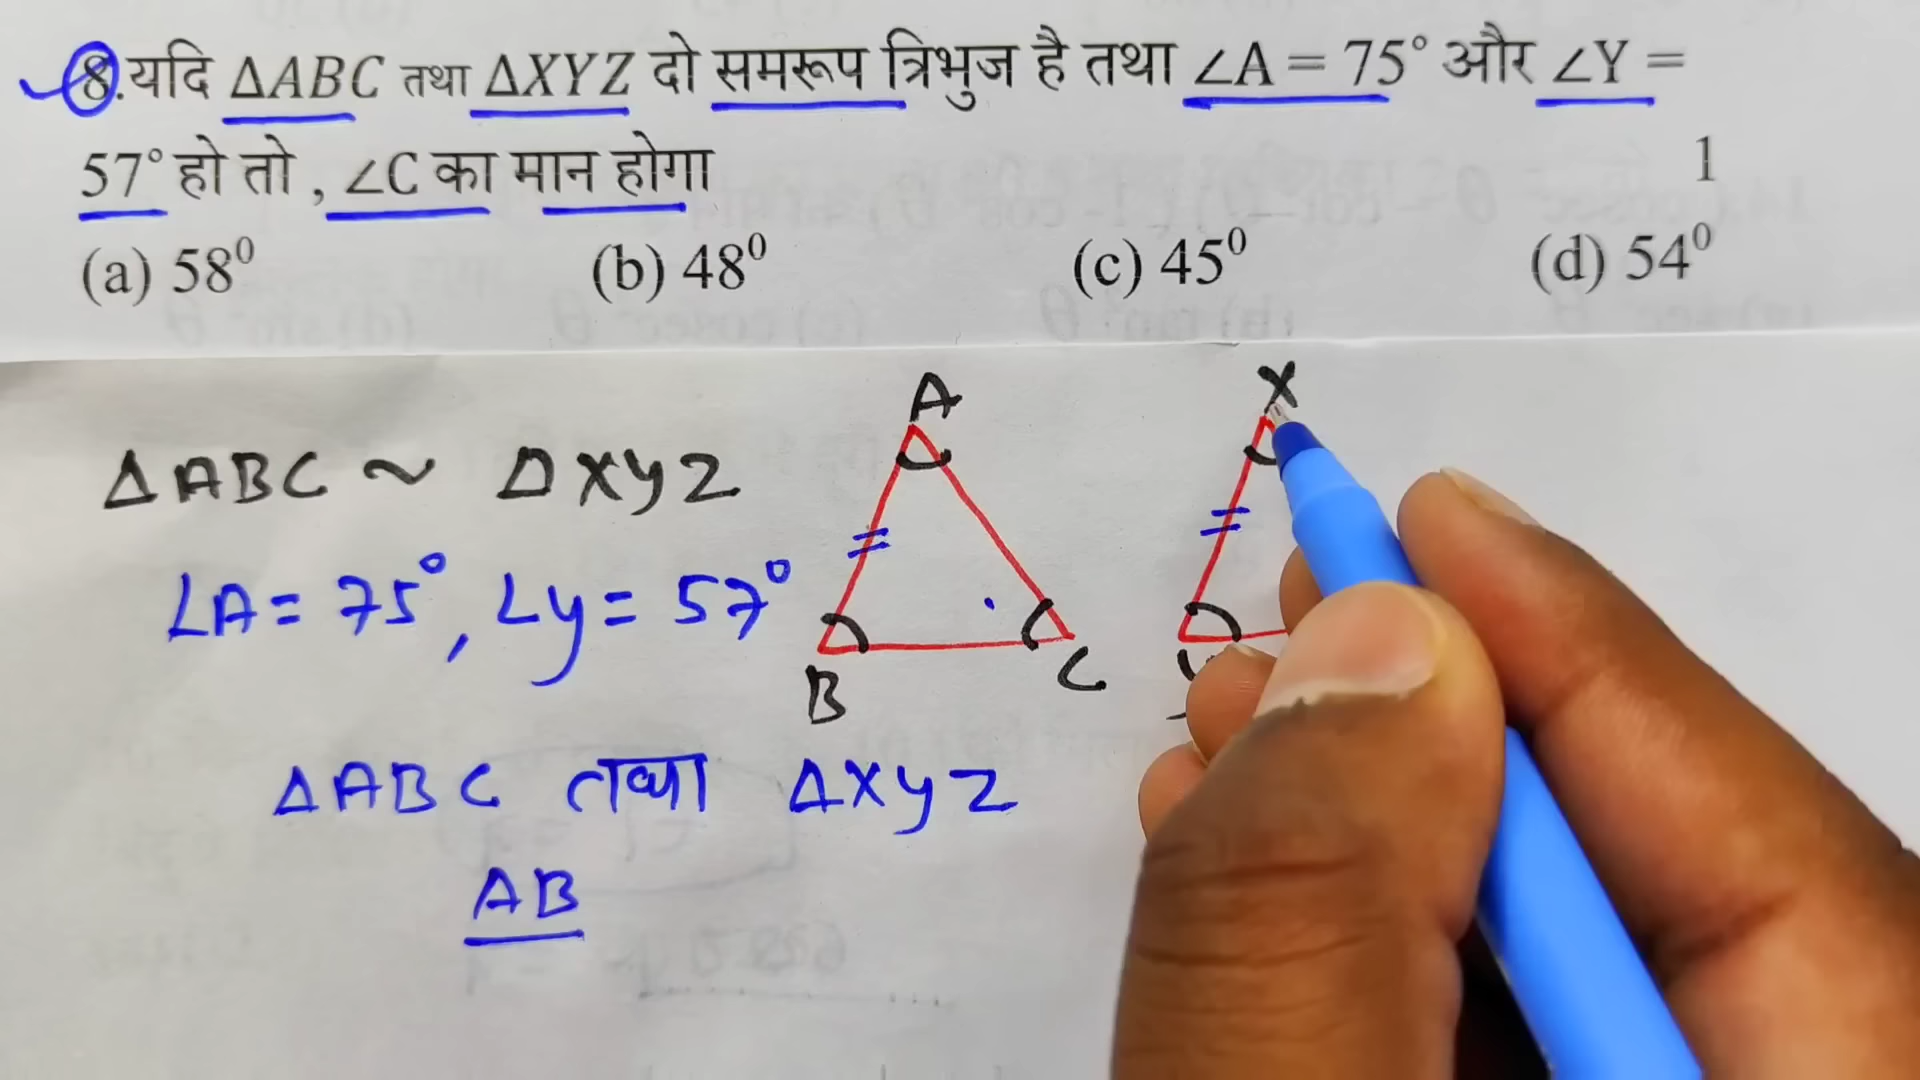 8. यदि ΔABC तथा ΔXYZ दो समरूप त्रिभुज है तथा ∠A = 75° और ∠Y =
57° हो तो , ∠C का मान होगा 1
(a) 58⁰ (b) 48⁰ (c) 45⁰ (d) 54⁰
A X
ΔABC ~ ΔXYZ
∠A = 75°, ∠y = 57°
B C
ΔABC तथा ΔXYZ
AB